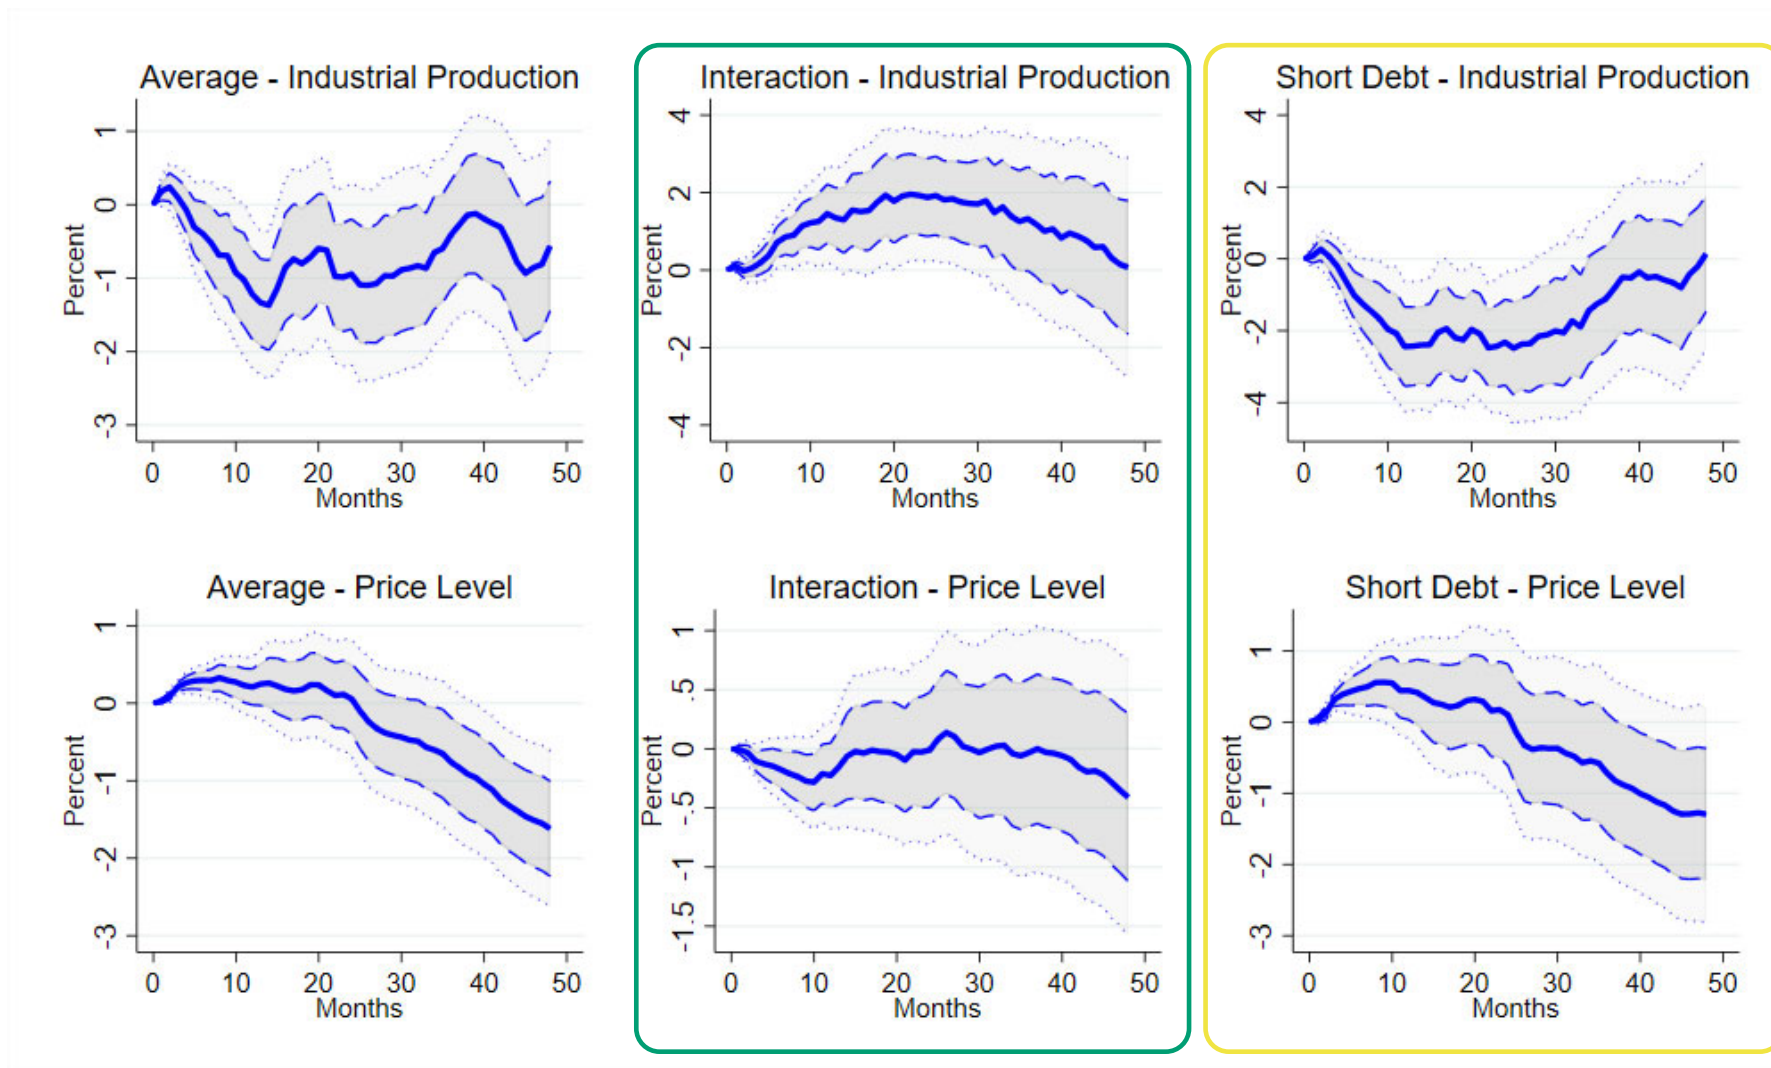 Average - Industrial Production
Percent
1
0
-1
-2
-3
0 10 20 30 40 50
Months
Interaction - Industrial Production
Percent
4
2
0
-2
-4
0 10 20 30 40 50
Months
Short Debt - Industrial Production
Percent
4
2
0
-2
-4
0 10 20 30 40 50
Months
Average - Price Level
Percent
1
0
-1
-2
-3
0 10 20 30 40 50
Months
Interaction - Price Level
Percent
1
.5
0
-.5
-1
-1.5
0 10 20 30 40 50
Months
Short Debt - Price Level
Percent
1
0
-1
-2
-3
0 10 20 30 40 50
Months